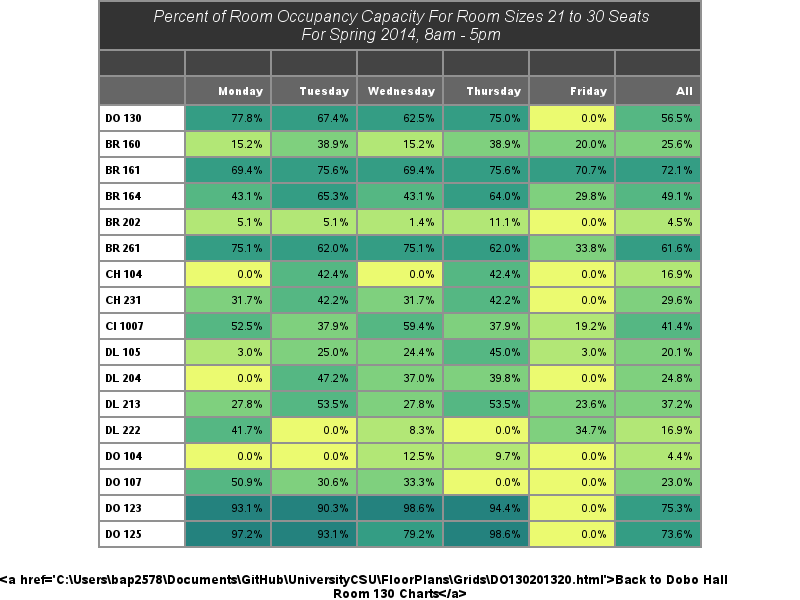 Percent of Room Occupancy Capacity For Room Sizes 21 to 30 Seats
For Spring 2014, 8am - 5pm
Monday Tuesday Wednesday Thursday Friday All
DO 130 77.8% 67.4% 62.5% 75.0% 0.0% 56.5%
BR 160 15.2% 38.9% 15.2% 38.9% 20.0% 25.6%
BR 161 69.4% 75.6% 69.4% 75.6% 70.7% 72.1%
BR 164 43.1% 65.3% 43.1% 64.0% 29.8% 49.1%
BR 202 5.1% 5.1% 1.4% 11.1% 0.0% 4.5%
BR 261 75.1% 62.0% 75.1% 62.0% 33.8% 61.6%
CH 104 0.0% 42.4% 0.0% 42.4% 0.0% 16.9%
CH 231 31.7% 42.2% 31.7% 42.2% 0.0% 29.6%
CI 1007 52.5% 37.9% 59.4% 37.9% 19.2% 41.4%
DL 105 3.0% 25.0% 24.4% 45.0% 3.0% 20.1%
DL 204 0.0% 47.2% 37.0% 39.8% 0.0% 24.8%
DL 213 27.8% 53.5% 27.8% 53.5% 23.6% 37.2%
DL 222 41.7% 0.0% 8.3% 0.0% 34.7% 16.9%
DO 104 0.0% 0.0% 12.5% 9.7% 0.0% 4.4%
DO 107 50.9% 30.6% 33.3% 0.0% 0.0% 23.0%
DO 123 93.1% 90.3% 98.6% 94.4% 0.0% 75.3%
DO 125 97.2% 93.1% 79.2% 98.6% 0.0% 73.6%
<a href='C:\Users\bap2578\Documents\GitHub\UniversityCSU\FloorPlans\Grids\DO130201320.html'>Back to Dobo Hall
Room 130 Charts</a>